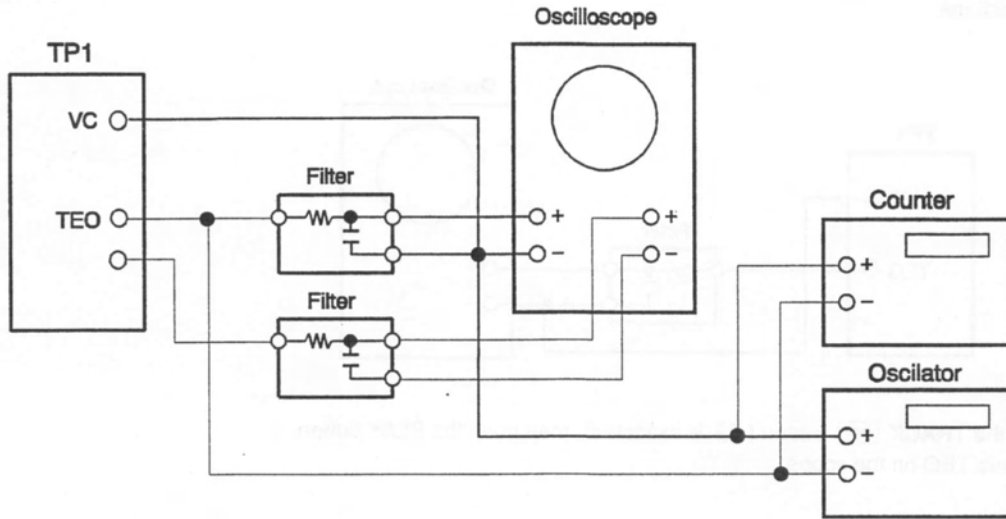 Oscilloscope
TP1
VC
TEO
Filter
+
+
−
−
Filter
Counter
+
−
Oscilator
+
−